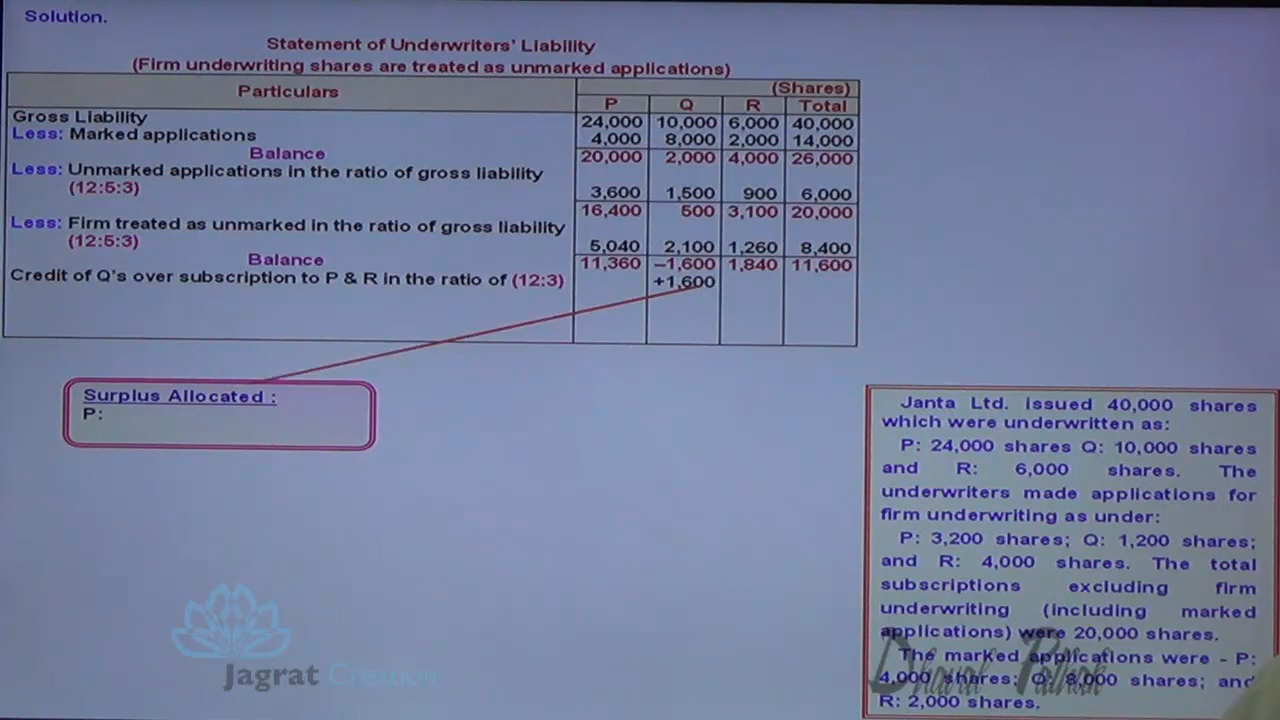 Solution.
Statement of Underwriters' Liability
(Firm underwriting shares are treated as unmarked applications)
Particulars (Shares)
P Q R Total
Gross Liability 24,000 10,000 6,000 40,000
Less: Marked applications 4,000 8,000 2,000 14,000
Balance 20,000 2,000 4,000 26,000
Less: Unmarked applications in the ratio of gross liability
(12:5:3) 3,600 1,500 900 6,000
16,400 500 3,100 20,000
Less: Firm treated as unmarked in the ratio of gross liability
(12:5:3) 5,040 2,100 1,260 8,400
Balance 11,360 –1,600 1,840 11,600
Credit of Q's over subscription to P & R in the ratio of (12:3) +1,600
Surplus Allocated :
P:
Janta Ltd. issued 40,000 shares
which were underwritten as:
P: 24,000 shares Q: 10,000 shares
and R: 6,000 shares. The
underwriters made applications for
firm underwriting as under:
P: 3,200 shares; Q: 1,200 shares;
and R: 4,000 shares. The total
subscriptions excluding firm
underwriting (including marked
applications) were 20,000 shares.
The marked applications were - P:
4,000 shares; Q: 8,000 shares; and
R: 2,000 shares.
Jagrat Creation
Dhaval Pathak